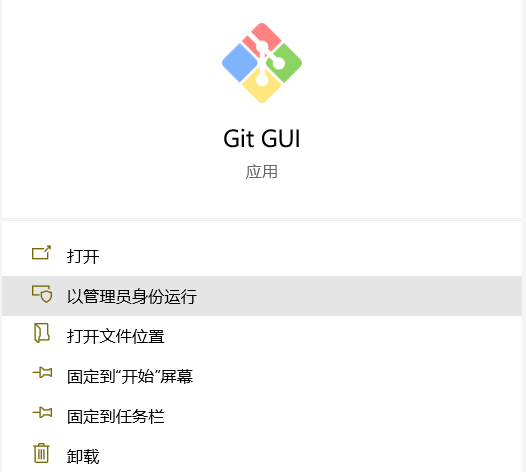 Git GUI
应用
打开
以管理员身份运行
打开文件位置
固定到“开始”屏幕
固定到任务栏
卸载